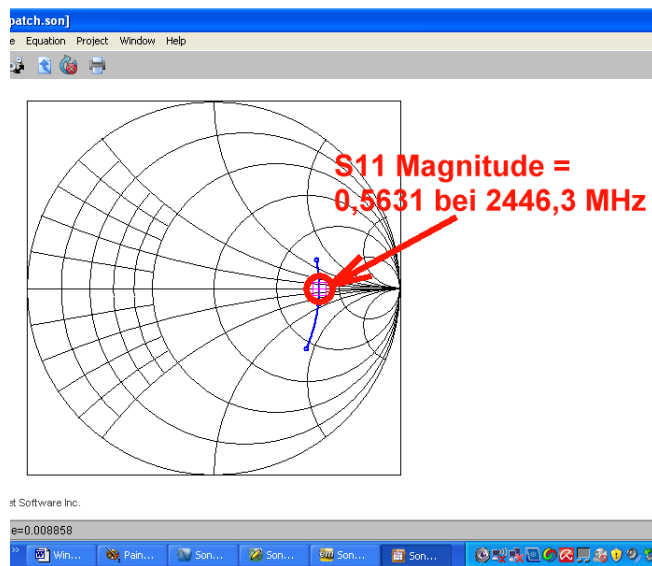 patch.son]
e Equation Project Window Help
S11 Magnitude =
0,5631 bei 2446,3 MHz
et Software Inc.
e=0.008858
Win... Pain... Son... Son... Son... Son...